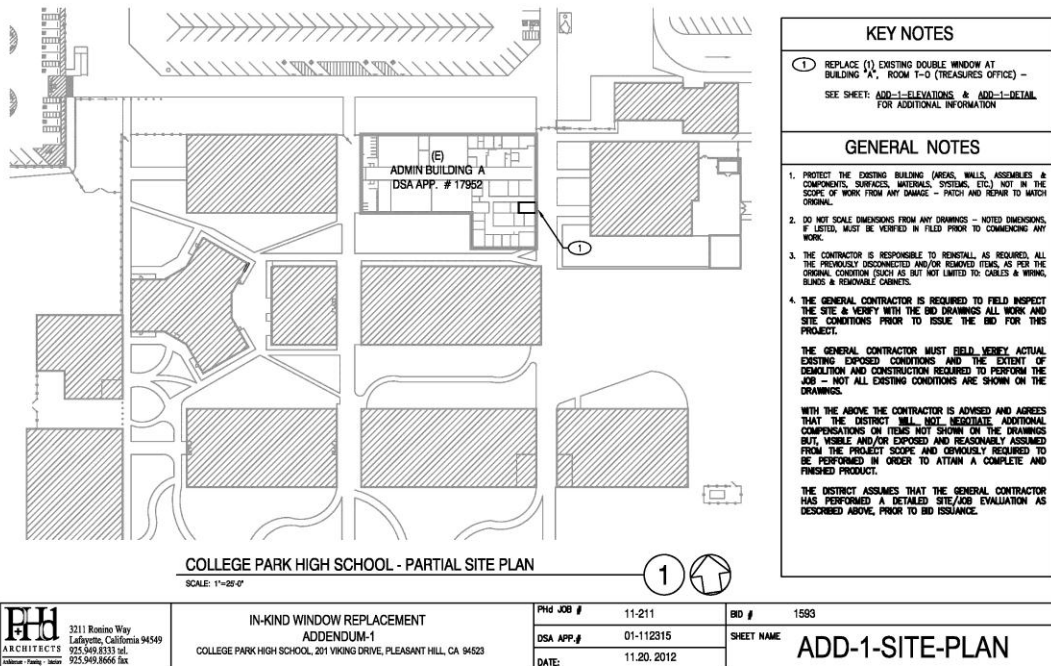 KEY NOTES
1 REPLACE (1) EXISTING DOUBLE WINDOW AT
BUILDING "A", ROOM T-O (TREASURES OFFICE) –
SEE SHEET: ADD-1-ELEVATIONS & ADD-1-DETAIL
FOR ADDITIONAL INFORMATION
GENERAL NOTES
1. PROTECT THE EXISTING BUILDING (AREAS, WALLS, ASSEMBLIES &
COMPONENTS, SURFACES, MATERIALS, SYSTEMS, ETC.) NOT IN THE
SCOPE OF WORK FROM ANY DAMAGE – PATCH AND REPAIR TO MATCH
ORIGINAL.
2. DO NOT SCALE DIMENSIONS FROM ANY DRAWINGS – NOTED DIMENSIONS,
IF LISTED, MUST BE VERIFIED IN FILED PRIOR TO COMMENCING ANY
WORK.
3. THE CONTRACTOR IS RESPONSIBLE TO REINSTALL, AS REQUIRED, ALL
THE PREVIOUSLY DISCONNECTED AND/OR REMOVED ITEMS, AS PER THE
ORIGINAL CONDITION (SUCH AS BUT NOT LIMITED TO: CABLES & WIRING,
BLINDS & REMOVABLE CABINETS.
4. THE GENERAL CONTRACTOR IS REQUIRED TO FIELD INSPECT
THE SITE & VERIFY WITH THE BID DRAWINGS ALL WORK AND
SITE CONDITIONS PRIOR TO ISSUE THE BID FOR THIS
PROJECT.
THE GENERAL CONTRACTOR MUST FIELD VERIFY ACTUAL
EXISTING EXPOSED CONDITIONS AND THE EXTENT OF
DEMOLITION AND CONSTRUCTION REQUIRED TO PERFORM THE
JOB – NOT ALL EXISTING CONDITIONS ARE SHOWN ON THE
DRAWINGS.
WITH THE ABOVE THE CONTRACTOR IS ADVISED AND AGREES
THAT THE DISTRICT WILL NOT NEGOTIATE ADDITIONAL
COMPENSATIONS ON ITEMS NOT SHOWN ON THE DRAWINGS
BUT, VISIBLE AND/OR EXPOSED AND REASONABLY ASSUMED
FROM THE PROJECT SCOPE AND OBVIOUSLY REQUIRED TO
BE PERFORMED IN ORDER TO ATTAIN A COMPLETE AND
FINISHED PRODUCT.
THE DISTRICT ASSUMES THAT THE GENERAL CONTRACTOR
HAS PERFORMED A DETAILED SITE/JOB EVALUATION AS
DESCRIBED ABOVE, PRIOR TO BID ISSUANCE.
(E)
ADMIN BUILDING A
DSA APP. # 17952
1
COLLEGE PARK HIGH SCHOOL - PARTIAL SITE PLAN
SCALE: 1"=25'-0"
1
PHd
ARCHITECTS
Architecture - Planning - Interiors
3211 Ronino Way
Lafayette, California 94549
925.949.8333 tel.
925.949.8666 fax
IN-KIND WINDOW REPLACEMENT
ADDENDUM-1
COLLEGE PARK HIGH SCHOOL, 201 VIKING DRIVE, PLEASANT HILL, CA 94523
PHd JOB # 11-211
DSA APP.# 01-112315
DATE: 11.20. 2012
BID # 1593
SHEET NAME
ADD-1-SITE-PLAN